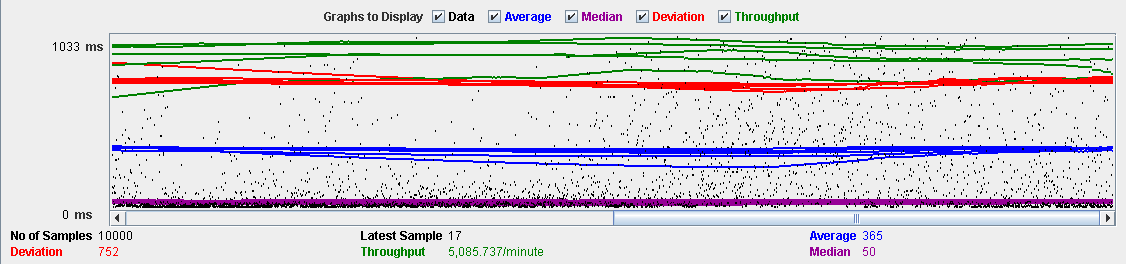 Graphs to Display Data Average Median Deviation Throughput
1033 ms
0 ms
No of Samples 10000 Latest Sample 17 Average 365
Deviation 752 Throughput 5,085.737/minute Median 50